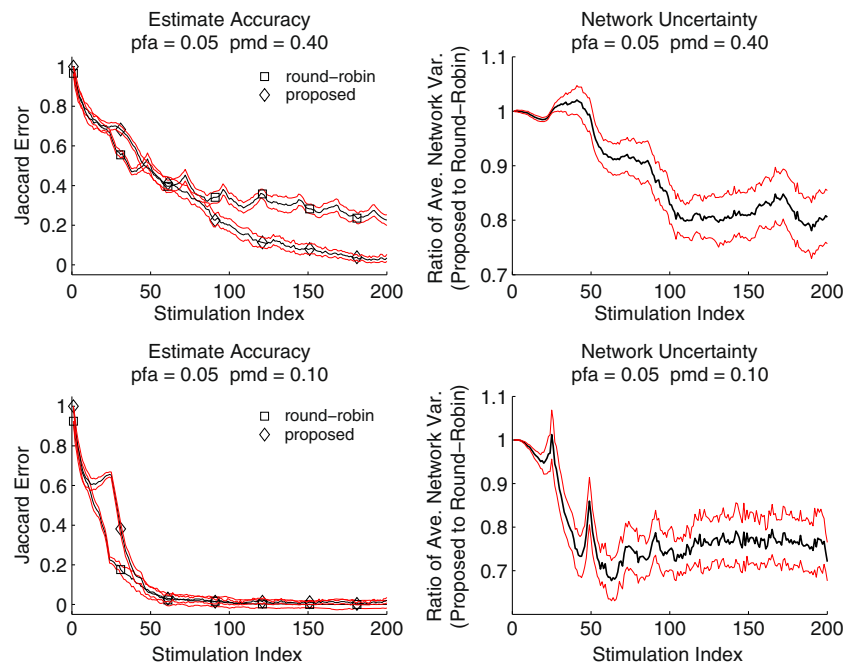 Estimate Accuracy
pfa = 0.05 pmd = 0.40
1
0.8
0.6
0.4
0.2
0
Jaccard Error
round−robin
proposed
0
50
100
150
200
Stimulation Index
Network Uncertainty
pfa = 0.05 pmd = 0.40
1.1
1
0.9
0.8
0.7
Ratio of Ave. Network Var.
(Proposed to Round−Robin)
0
50
100
150
200
Stimulation Index
Estimate Accuracy
pfa = 0.05 pmd = 0.10
1
0.8
0.6
0.4
0.2
0
Jaccard Error
round−robin
proposed
0
50
100
150
200
Stimulation Index
Network Uncertainty
pfa = 0.05 pmd = 0.10
1.1
1
0.9
0.8
0.7
Ratio of Ave. Network Var.
(Proposed to Round−Robin)
0
50
100
150
200
Stimulation Index